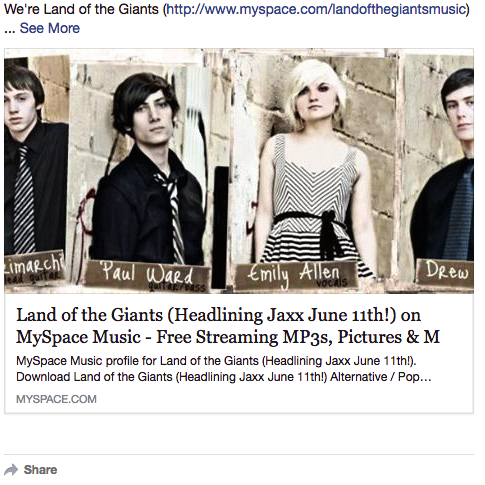 We're Land of the Giants (http://www.myspace.com/landofthegiantsmusic)
... See More
imarchi
lead guitar
Paul Ward
guitar/bass
Emily Allen
vocals
Drew
Land of the Giants (Headlining Jaxx June 11th!) on
MySpace Music - Free Streaming MP3s, Pictures & M
MySpace Music profile for Land of the Giants (Headlining Jaxx June 11th!).
Download Land of the Giants (Headlining Jaxx June 11th!) Alternative / Pop…
MYSPACE.COM
Share